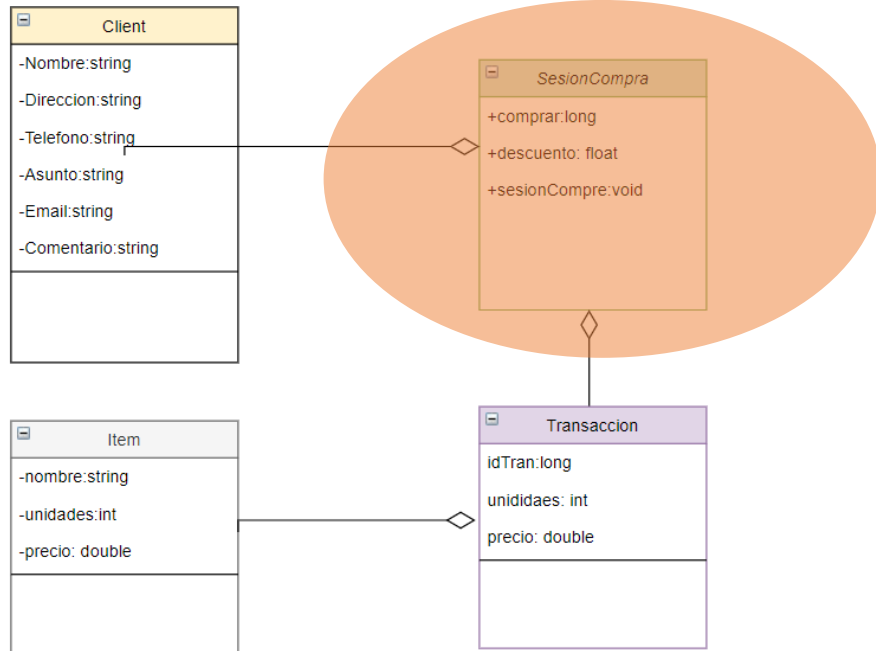 Client
-Nombre:string
-Direccion:string
-Telefono:string
-Asunto:string
-Email:string
-Comentario:string
SesionCompra
+comprar:long
+descuento: float
+sesionCompre:void
Item
-nombre:string
-unidades:int
-precio: double
Transaccion
idTran:long
unididaes: int
precio: double